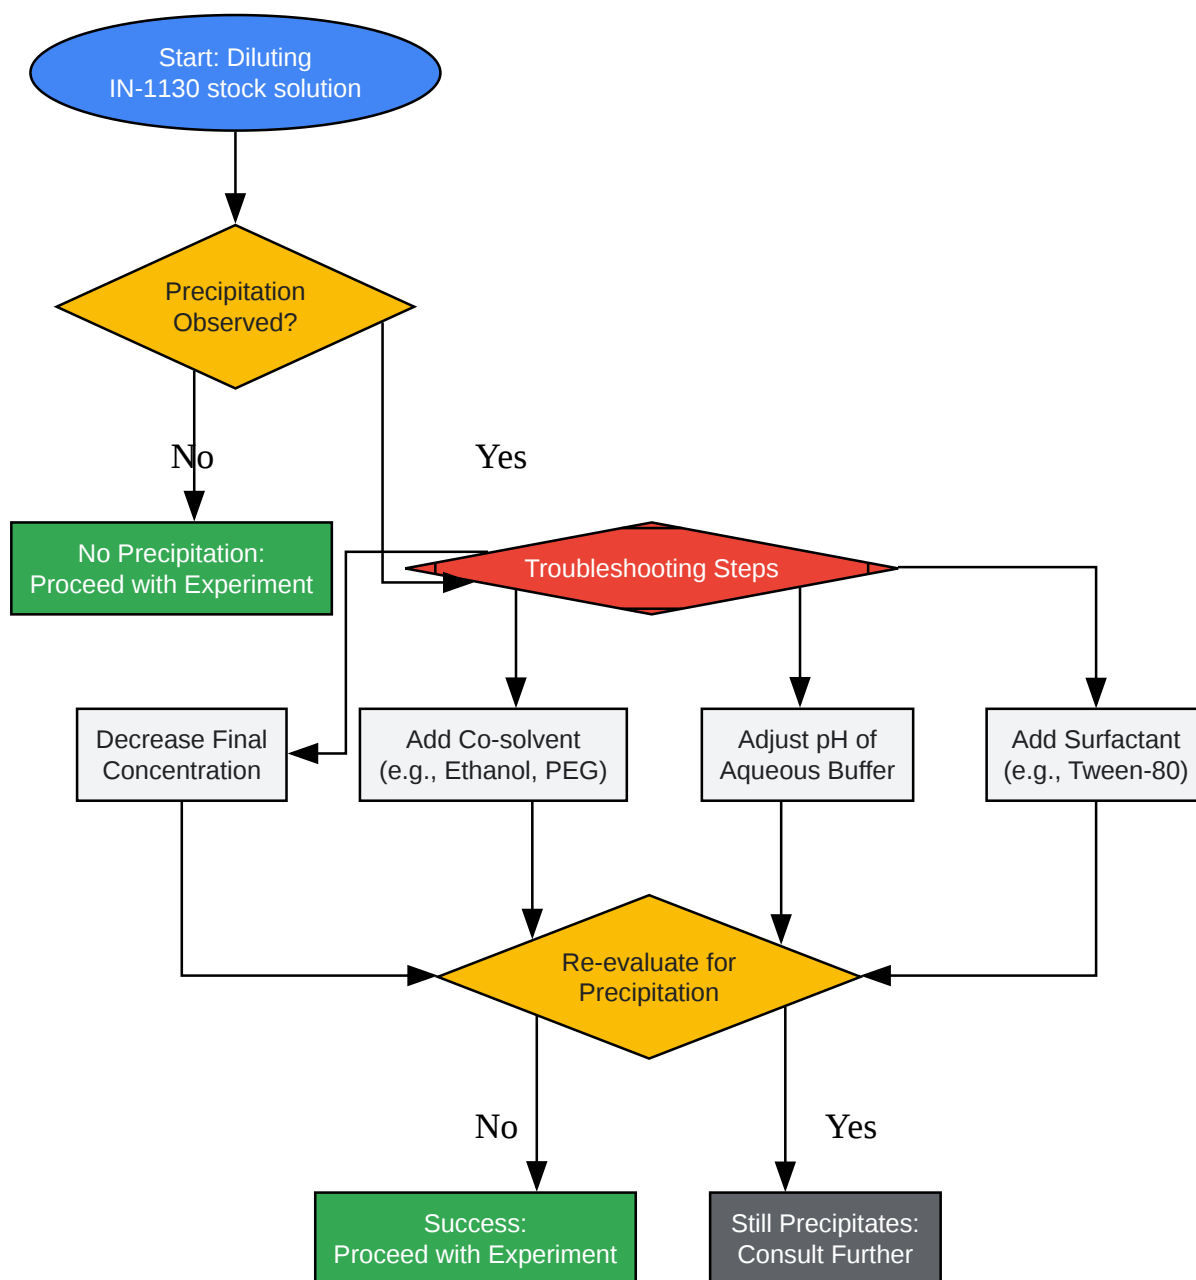 Start: Diluting
IN-1130 stock solution
Precipitation
Observed?
No
Yes
No Precipitation:
Proceed with Experiment
Troubleshooting Steps
Decrease Final
Concentration
Add Co-solvent
(e.g., Ethanol, PEG)
Adjust pH of
Aqueous Buffer
Add Surfactant
(e.g., Tween-80)
Re-evaluate for
Precipitation
No
Yes
Success:
Proceed with Experiment
Still Precipitates:
Consult Further